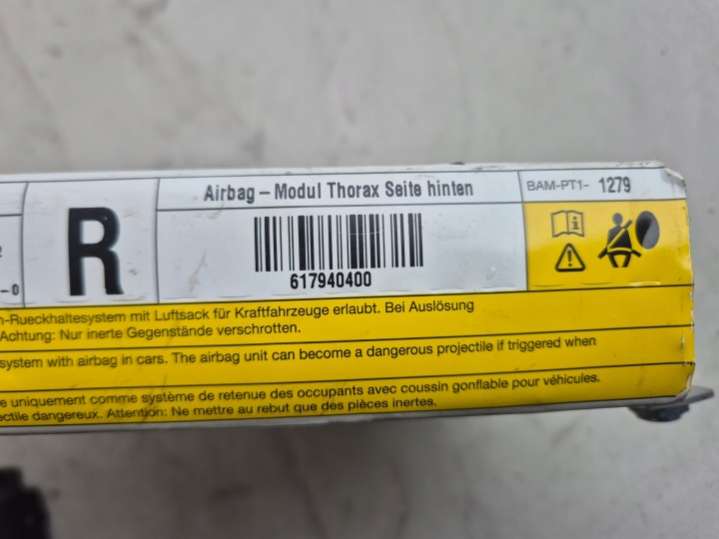 Airbag – Modul Thorax Seite hinten
BAM-PT1- 1279
R
617940400
-0
n-Rueckhaltesystem mit Luftsack für Kraftfahrzeuge erlaubt. Bei Auslösung
Achtung: Nur inerte Gegenstände verschrotten.
system with airbag in cars. The airbag unit can become a dangerous projectile if triggered when
e uniquement comme système de retenue des occupants avec coussin gonflable pour véhicules.
ectile dangereux. Attention: Ne mettre au rebut que des pièces inertes.